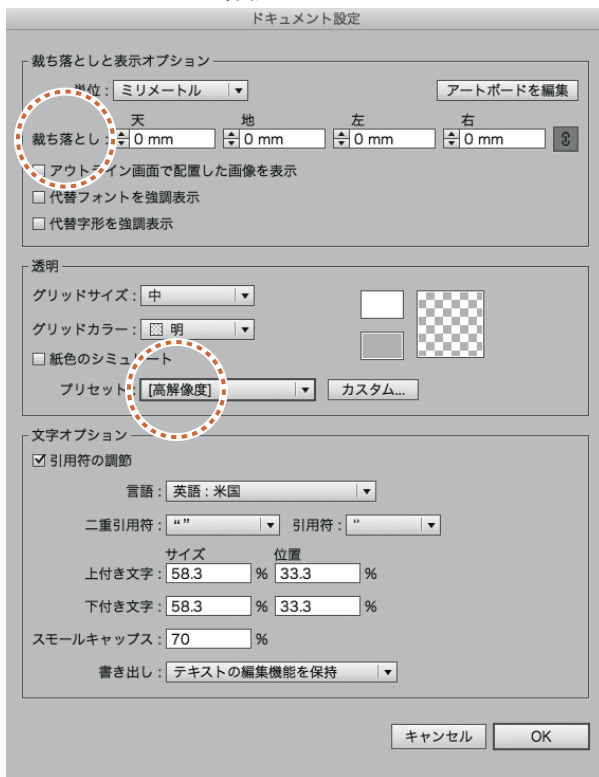 ドキュメント設定
裁ち落としと表示オプション
単位：ミリメートル アートボードを編集
天 地 左 右
裁ち落とし：0 mm 0 mm 0 mm 0 mm
アウトライン画面で配置した画像を表示
代替フォントを強調表示
代替字形を強調表示
透明
グリッドサイズ：中
グリッドカラー：明
紙色のシミュレート
プリセット：[高解像度] カスタム...
文字オプション
引用符の調節
言語：英語：米国
二重引用符：“” 引用符：‘’
サイズ 位置
上付き文字：58.3 % 33.3 %
下付き文字：58.3 % 33.3 %
スモールキャップス：70 %
書き出し：テキストの編集機能を保持
キャンセル OK